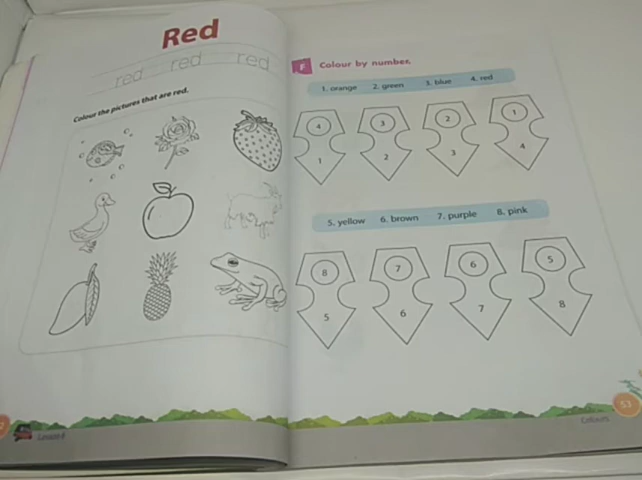 Red
red red red
Colour the pictures that are red.
Lesson 4
F Colour by number.
1. orange 2. green 3. blue 4. red
4 3 2 1
1 2 3 4
5. yellow 6. brown 7. purple 8. pink
8 7 6 5
5 6 7 8
Colours 53